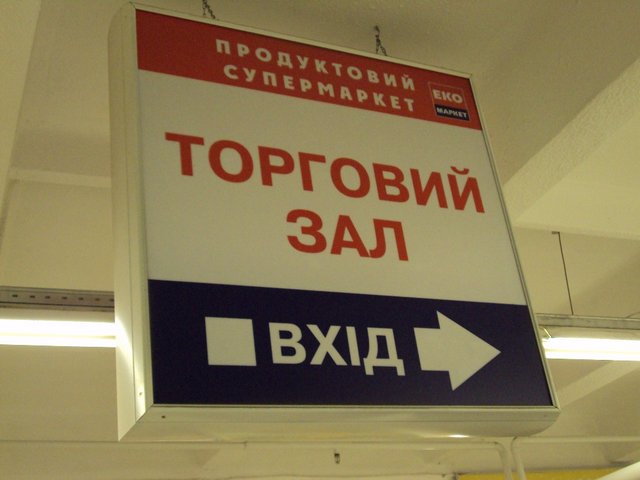 ПРОДУКТОВИЙ
СУПЕРМАРКЕТ
ЕКО
МАРКЕТ
ТОРГОВИЙ
ЗАЛ
ВХІД